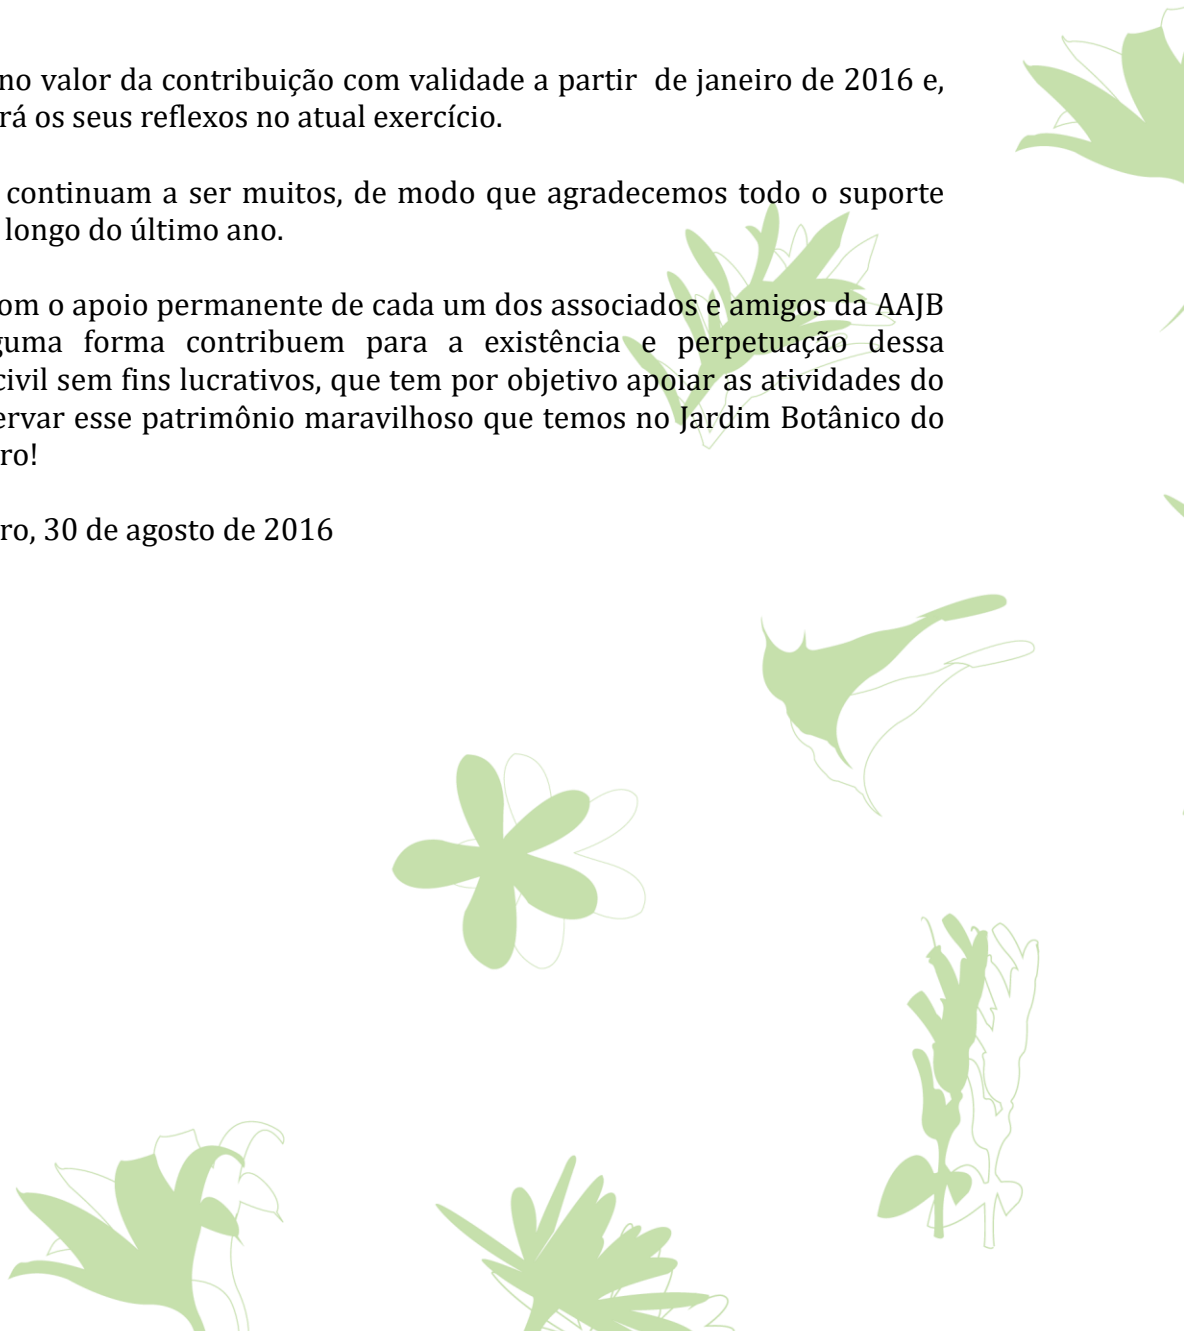 no valor da contribuição com validade a partir de janeiro de 2016 e,
rá os seus reflexos no atual exercício.
continuam a ser muitos, de modo que agradecemos todo o suporte
longo do último ano.
om o apoio permanente de cada um dos associados e amigos da AAJB
guma forma contribuem para a existência e perpetuação dessa
civil sem fins lucrativos, que tem por objetivo apoiar as atividades do
ervar esse patrimônio maravilhoso que temos no Jardim Botânico do
ro!
ro, 30 de agosto de 2016